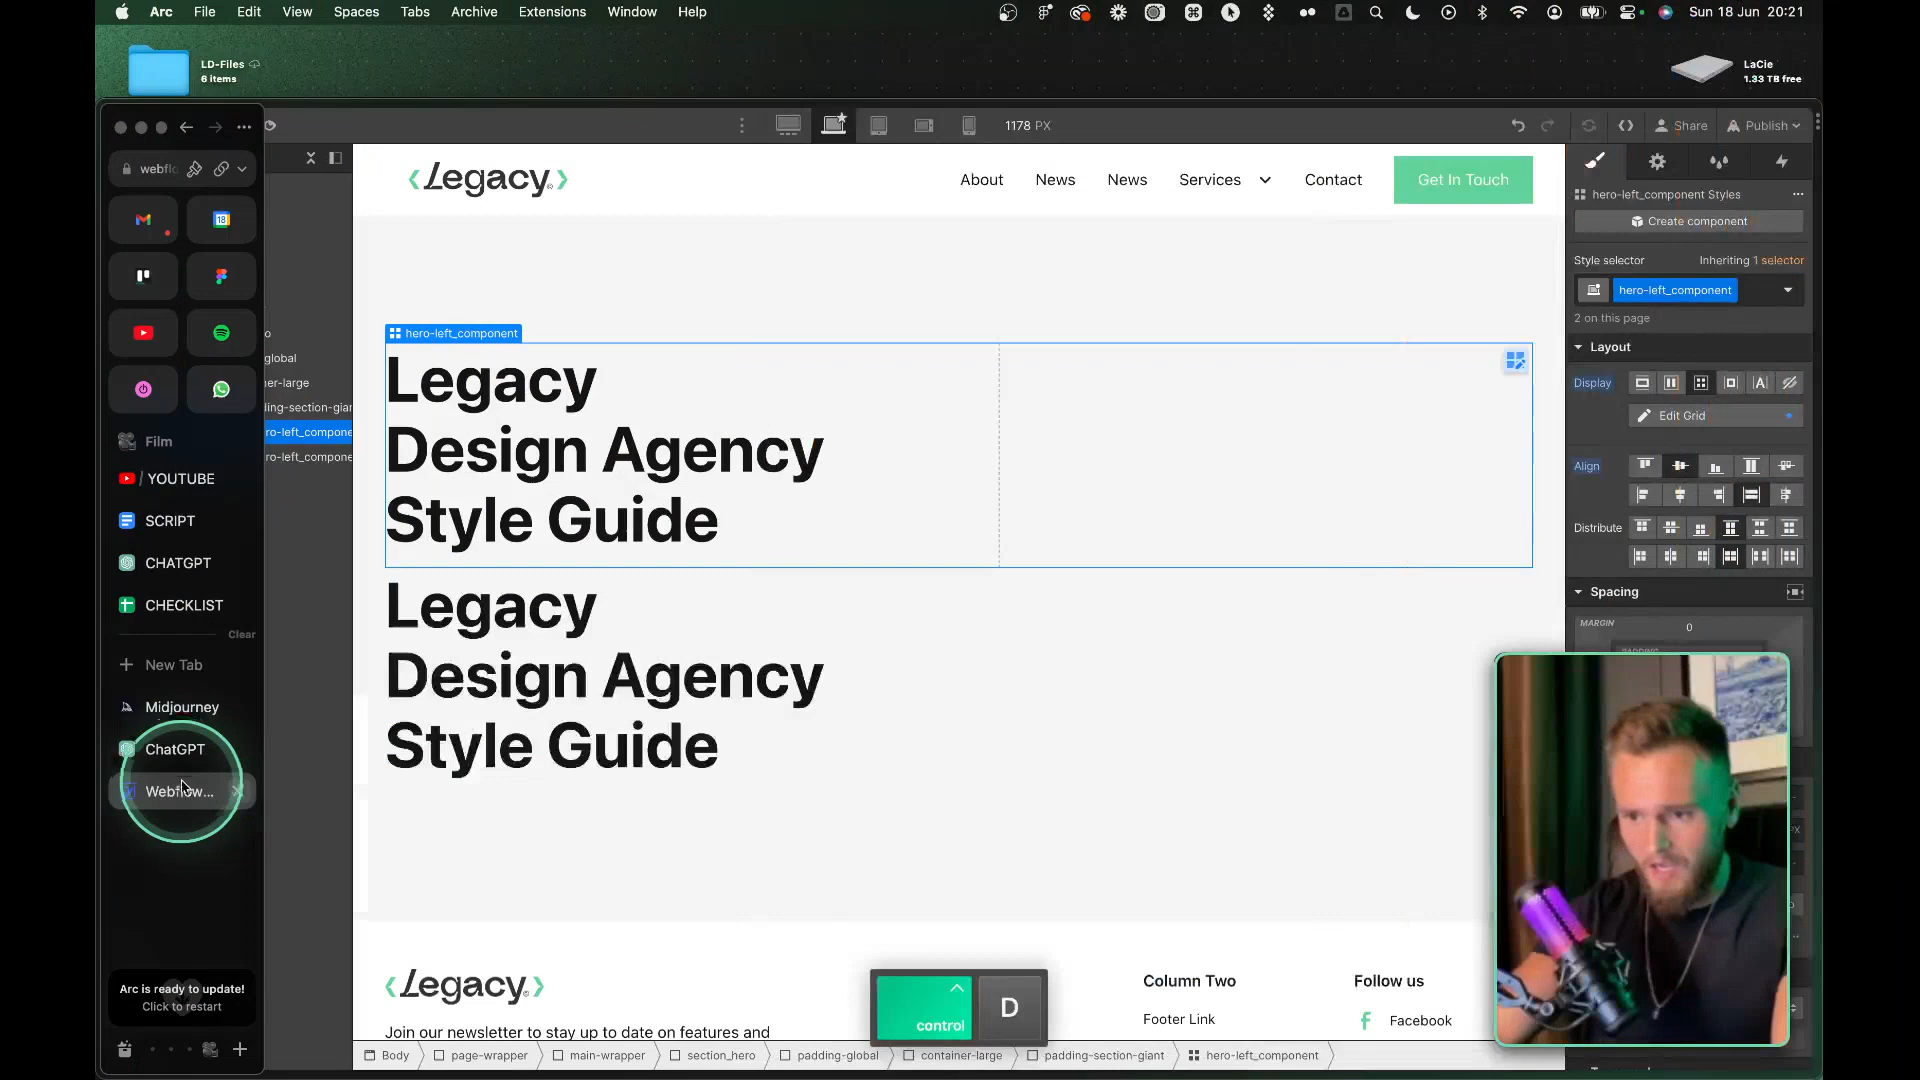 Arc File Edit View Spaces Tabs Archive Extensions Window Help Sun 18 Jun 20:21
LD-Files
6 items
LaCie
1.33 TB free
1178 PX
Share
Publish
webflo
Legacy
About News News Services Contact Get In Touch
hero-left_component Styles
Create component
Style selector
Inheriting 1 selector
hero-left_component
2 on this page
Layout
Display
Edit Grid
Align
Distribute
Spacing
MARGIN
0
18
o
global
er-large
ling-section-gian
ro-left_compone
ro-left_compone
Film
/ YOUTUBE
SCRIPT
CHATGPT
CHECKLIST
Clear
New Tab
Midjourney
ChatGPT
Webflow...
Arc is ready to update!
Click to restart
hero-left_component
Legacy
Design Agency
Style Guide
Legacy
Design Agency
Style Guide
Legacy
Join our newsletter to stay up to date on features and
control
D
Column Two
Footer Link
Follow us
Facebook
Body page-wrapper main-wrapper section_hero padding-global container-large padding-section-giant hero-left_component